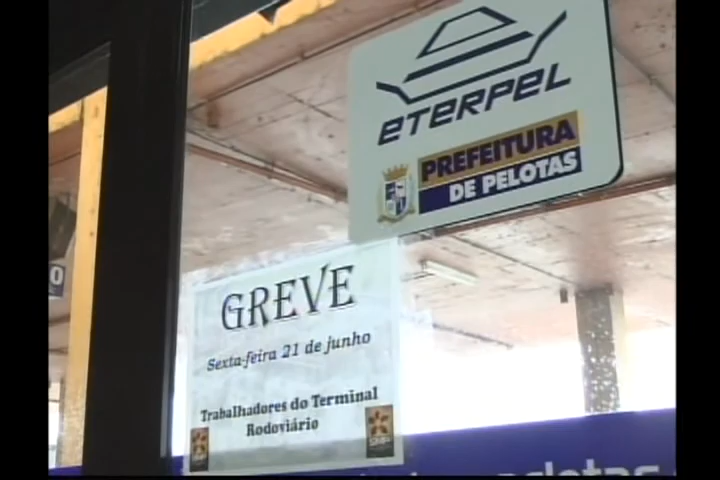 eterpel
PREFEITURA
DE PELOTAS
GREVE
Sexta-feira 21 de junho
Trabalhadores do Terminal
Rodoviário